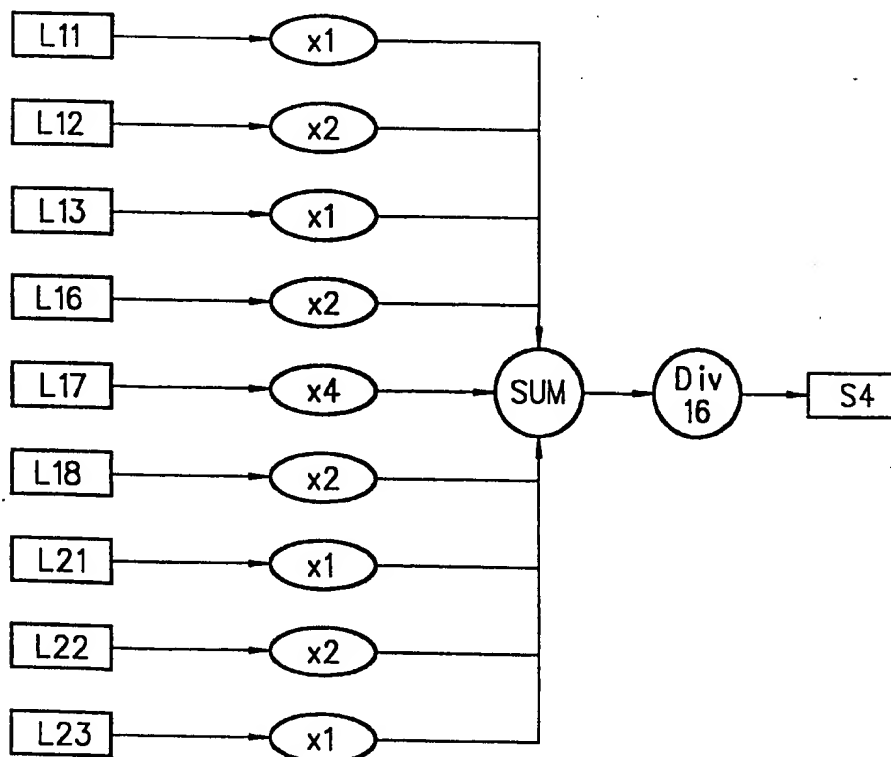 L11 x1
L12 x2
L13 x1
L16 x2
L17 x4 SUM Div 16 S4
L18 x2
L21 x1
L22 x2
L23 x1